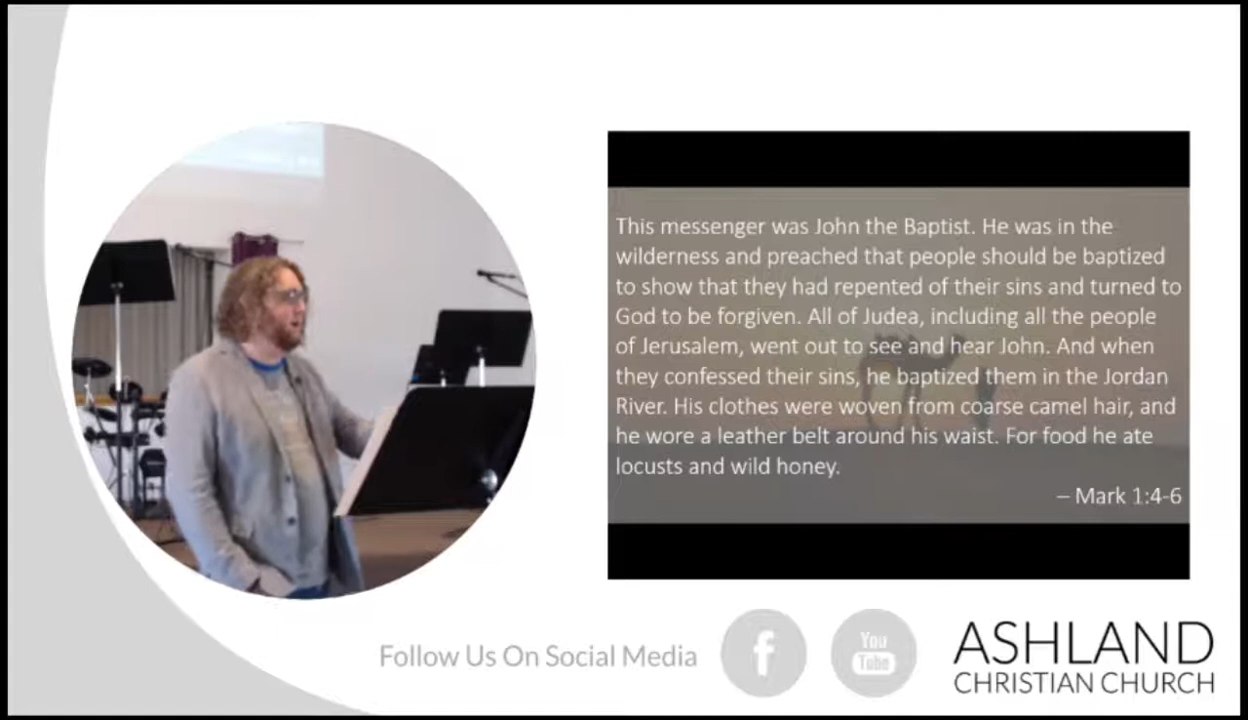 This messenger was John the Baptist. He was in the
wilderness and preached that people should be baptized
to show that they had repented of their sins and turned to
God to be forgiven. All of Judea, including all the people
of Jerusalem, went out to see and hear John. And when
they confessed their sins, he baptized them in the Jordan
River. His clothes were woven from coarse camel hair, and
he wore a leather belt around his waist. For food he ate
locusts and wild honey.
– Mark 1:4-6
Follow Us On Social Media
f
You
Tube
ASHLAND
CHRISTIAN CHURCH